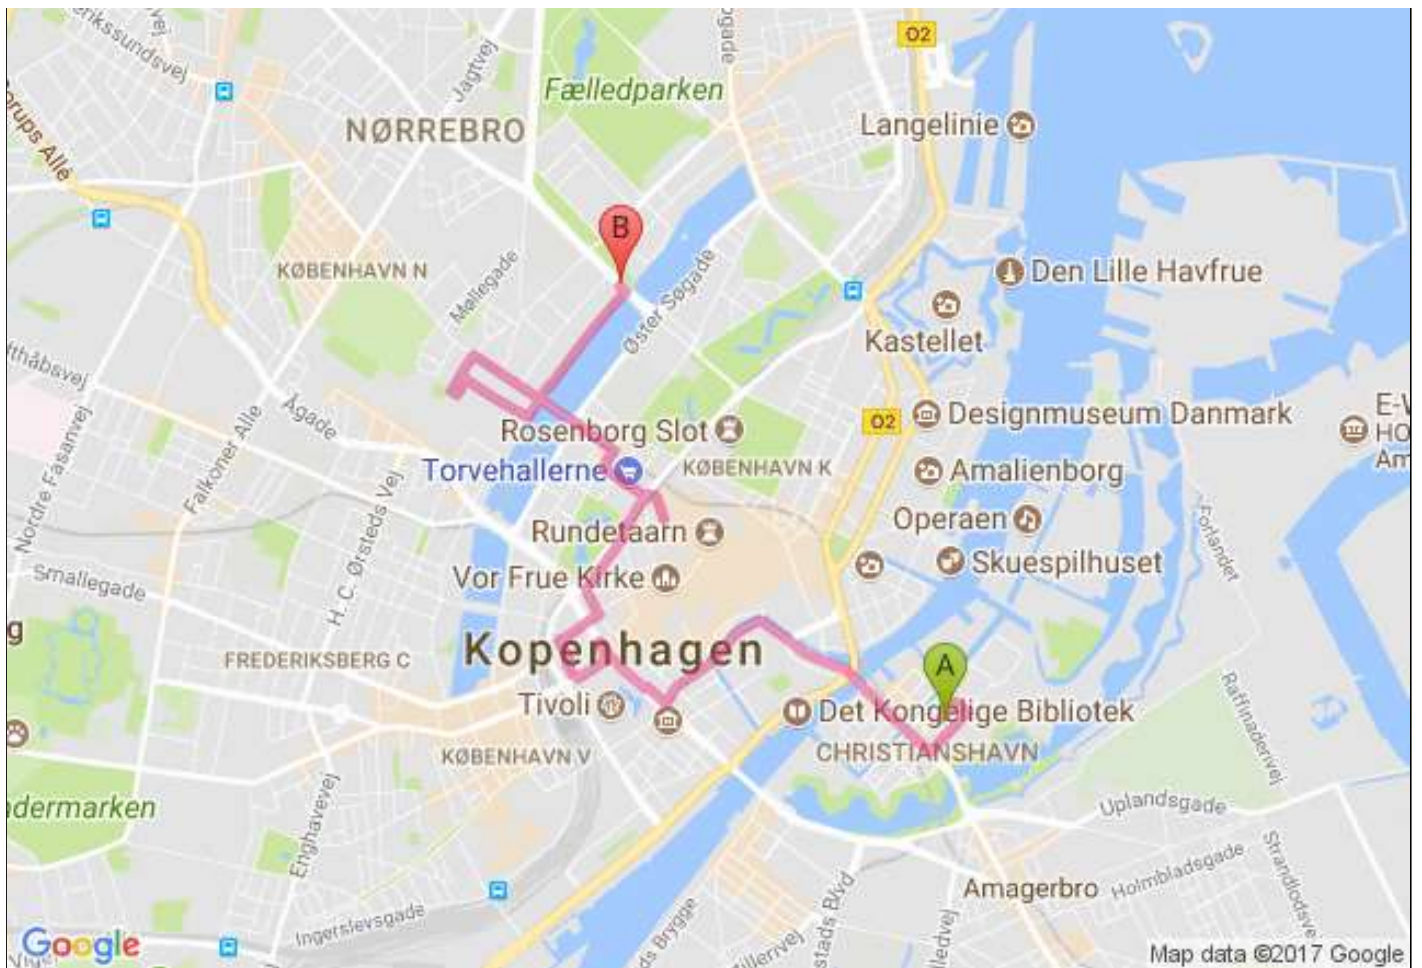 Jagtvej
O2
Fælledparken
Langelinie
NØRREBRO
KØBENHAVN N
Møllegade
B
Øster Søgade
Den Lille Havfrue
Kastellet
Ågade
Falkoner Alle
Nordre Fasanvej
Rosenborg Slot
O2
Designmuseum Danmark
Torvehallerne
KØBENHAVN K
Amalienborg
H. C. Ørsteds Vej
Rundetaarn
Operaen
Forlandet
Smallegade
Vor Frue Kirke
Skuespilhuset
Kopenhagen
A
FREDERIKSBERG C
Tivoli
Det Kongelige Bibliotek
Raffinaderivej
KØBENHAVN V
CHRISTIANSHAVN
Enghavevej
Uplandsgade
Amagerbro
Holmbladsgade
Ingerslevsgade
Google
Map data ©2017 Google